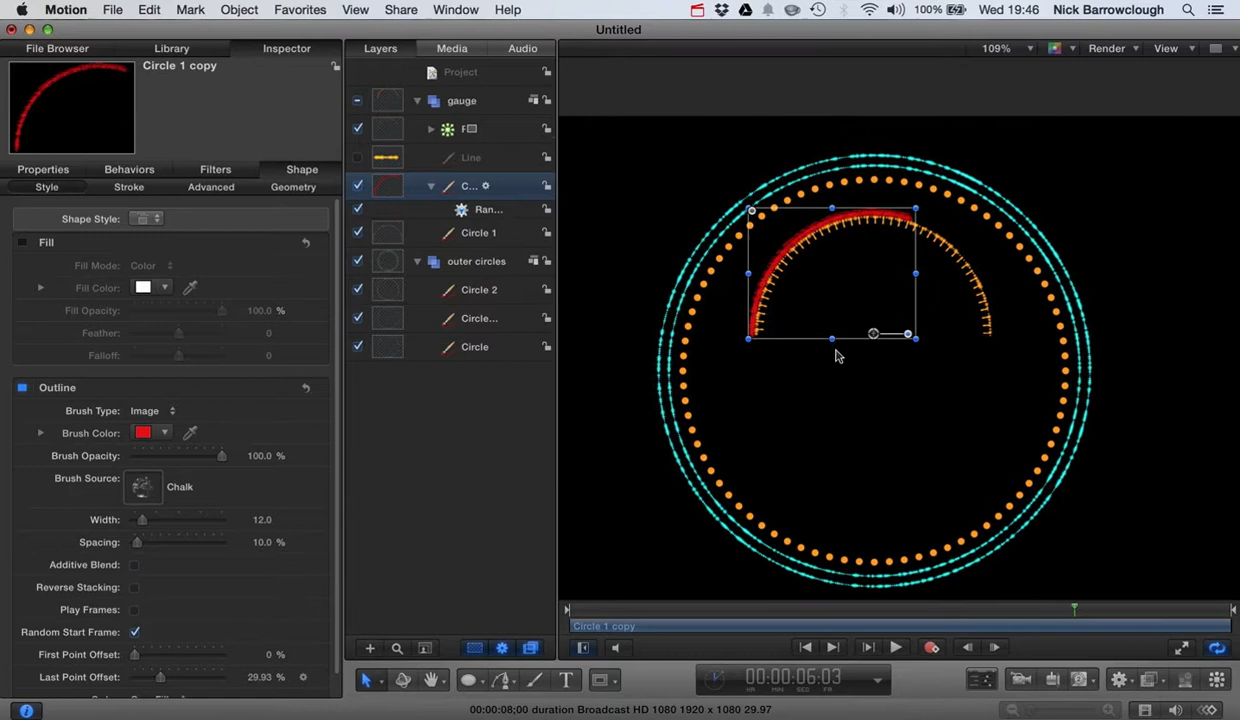 Motion File Edit Mark Object Favorites View Share Window Help 100% Wed 19:46 Nick Barrowclough
Untitled
File Browser Library Inspector Layers Media Audio 109% Render View
Circle 1 copy
Project
gauge
Line
C...
Ran...
Circle 1
outer circles
Circle 2
Circle...
Circle
Properties Behaviors Filters Shape
Style Stroke Advanced Geometry
Shape Style:
Fill
Fill Mode: Color
Fill Color:
Fill Opacity: 100.0 %
Feather: 0
Falloff: 0
Outline
Brush Type: Image
Brush Color:
Brush Opacity: 100.0 %
Brush Source: Chalk
Width: 12.0
Spacing: 10.0 %
Additive Blend:
Reverse Stacking:
Play Frames:
Random Start Frame:
First Point Offset: 0 %
Last Point Offset: 29.93 %
Circle 1 copy
00:00:06:03
HR MIN SEC FR
T
00:00:08;00 duration Broadcast HD 1080 1920 x 1080 29.97